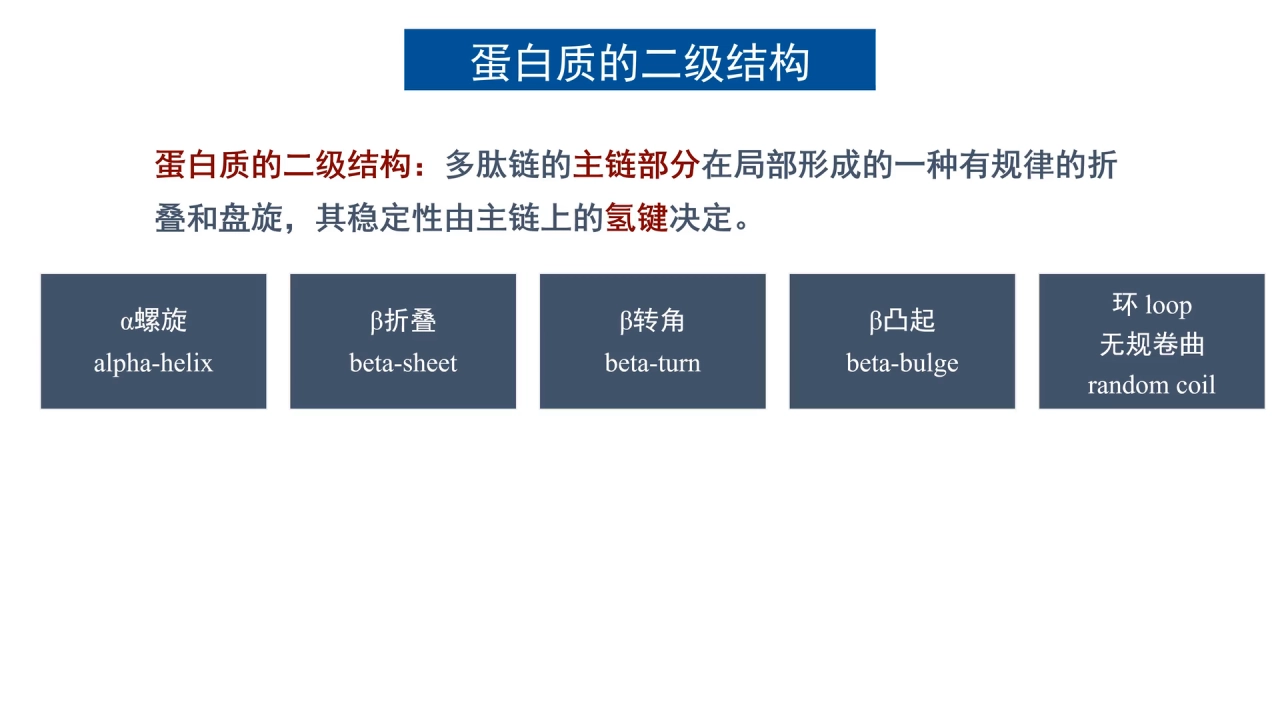 蛋白质的二级结构
蛋白质的二级结构：多肽链的主链部分在局部形成的一种有规律的折
叠和盘旋，其稳定性由主链上的氢键决定。
α螺旋
alpha-helix
β折叠
beta-sheet
β转角
beta-turn
β凸起
beta-bulge
环 loop
无规卷曲
random coil